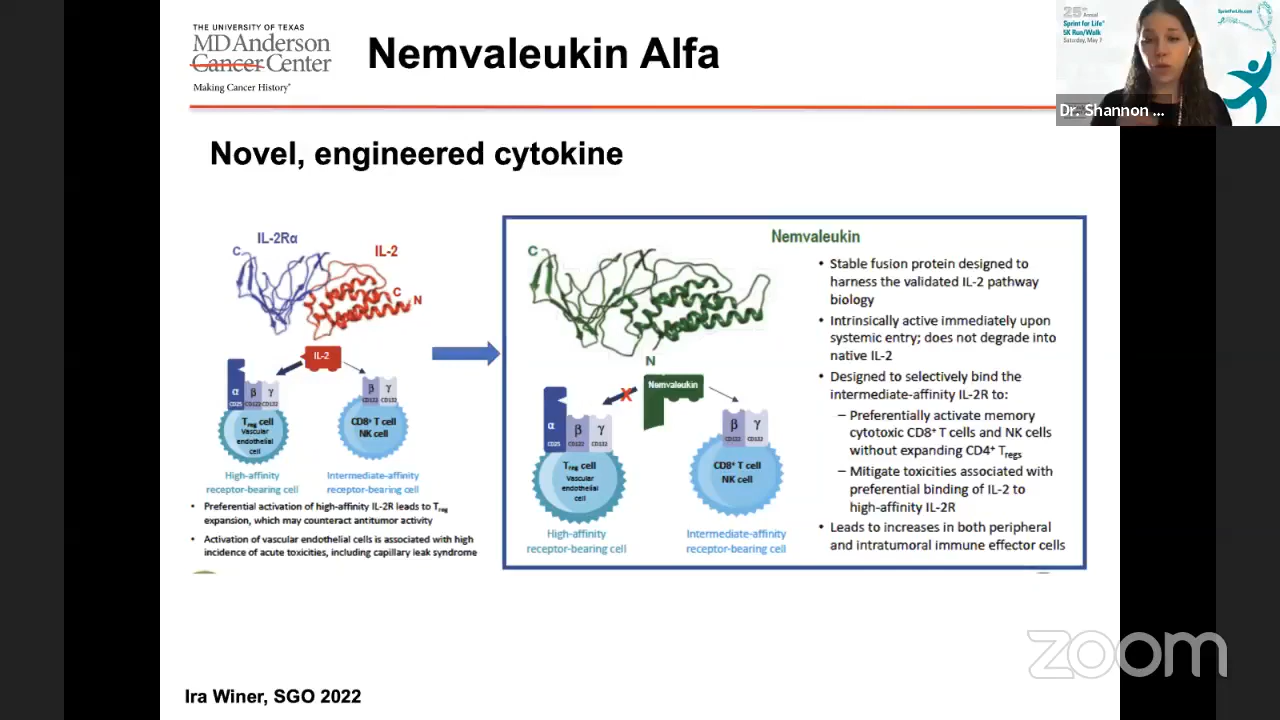 THE UNIVERSITY OF TEXAS
MD Anderson
Cancer Center
Making Cancer History®
Nemvaleukin Alfa
25th Annual
Sprint for Life®
5K Run/Walk
Saturday, May 7
SprintForLife.com
Dr. Shannon ...
Novel, engineered cytokine
IL-2Rα
IL-2
C
C
N
IL-2
α
β
γ
CD25
CD122
CD132
Treg cell
Vascular
endothelial
cell
β
γ
CD122
CD132
CD8+ T cell
NK cell
High-affinity
receptor-bearing cell
Intermediate-affinity
receptor-bearing cell
• Preferential activation of high-affinity IL-2R leads to Treg
expansion, which may counteract antitumor activity
• Activation of vascular endothelial cells is associated with high
incidence of acute toxicities, including capillary leak syndrome
C
N
Nemvaleukin
X
α
β
γ
CD25
CD122
CD132
Treg cell
Vascular
endothelial
cell
β
γ
CD122
CD132
CD8+ T cell
NK cell
High-affinity
receptor-bearing cell
Intermediate-affinity
receptor-bearing cell
Nemvaleukin
• Stable fusion protein designed to
harness the validated IL-2 pathway
biology
• Intrinsically active immediately upon
systemic entry; does not degrade into
native IL-2
• Designed to selectively bind the
intermediate-affinity IL-2R to:
– Preferentially activate memory
cytotoxic CD8+ T cells and NK cells
without expanding CD4+ Tregs
– Mitigate toxicities associated with
preferential binding of IL-2 to
high-affinity IL-2R
• Leads to increases in both peripheral
and intratumoral immune effector cells
zoom
Ira Winer, SGO 2022